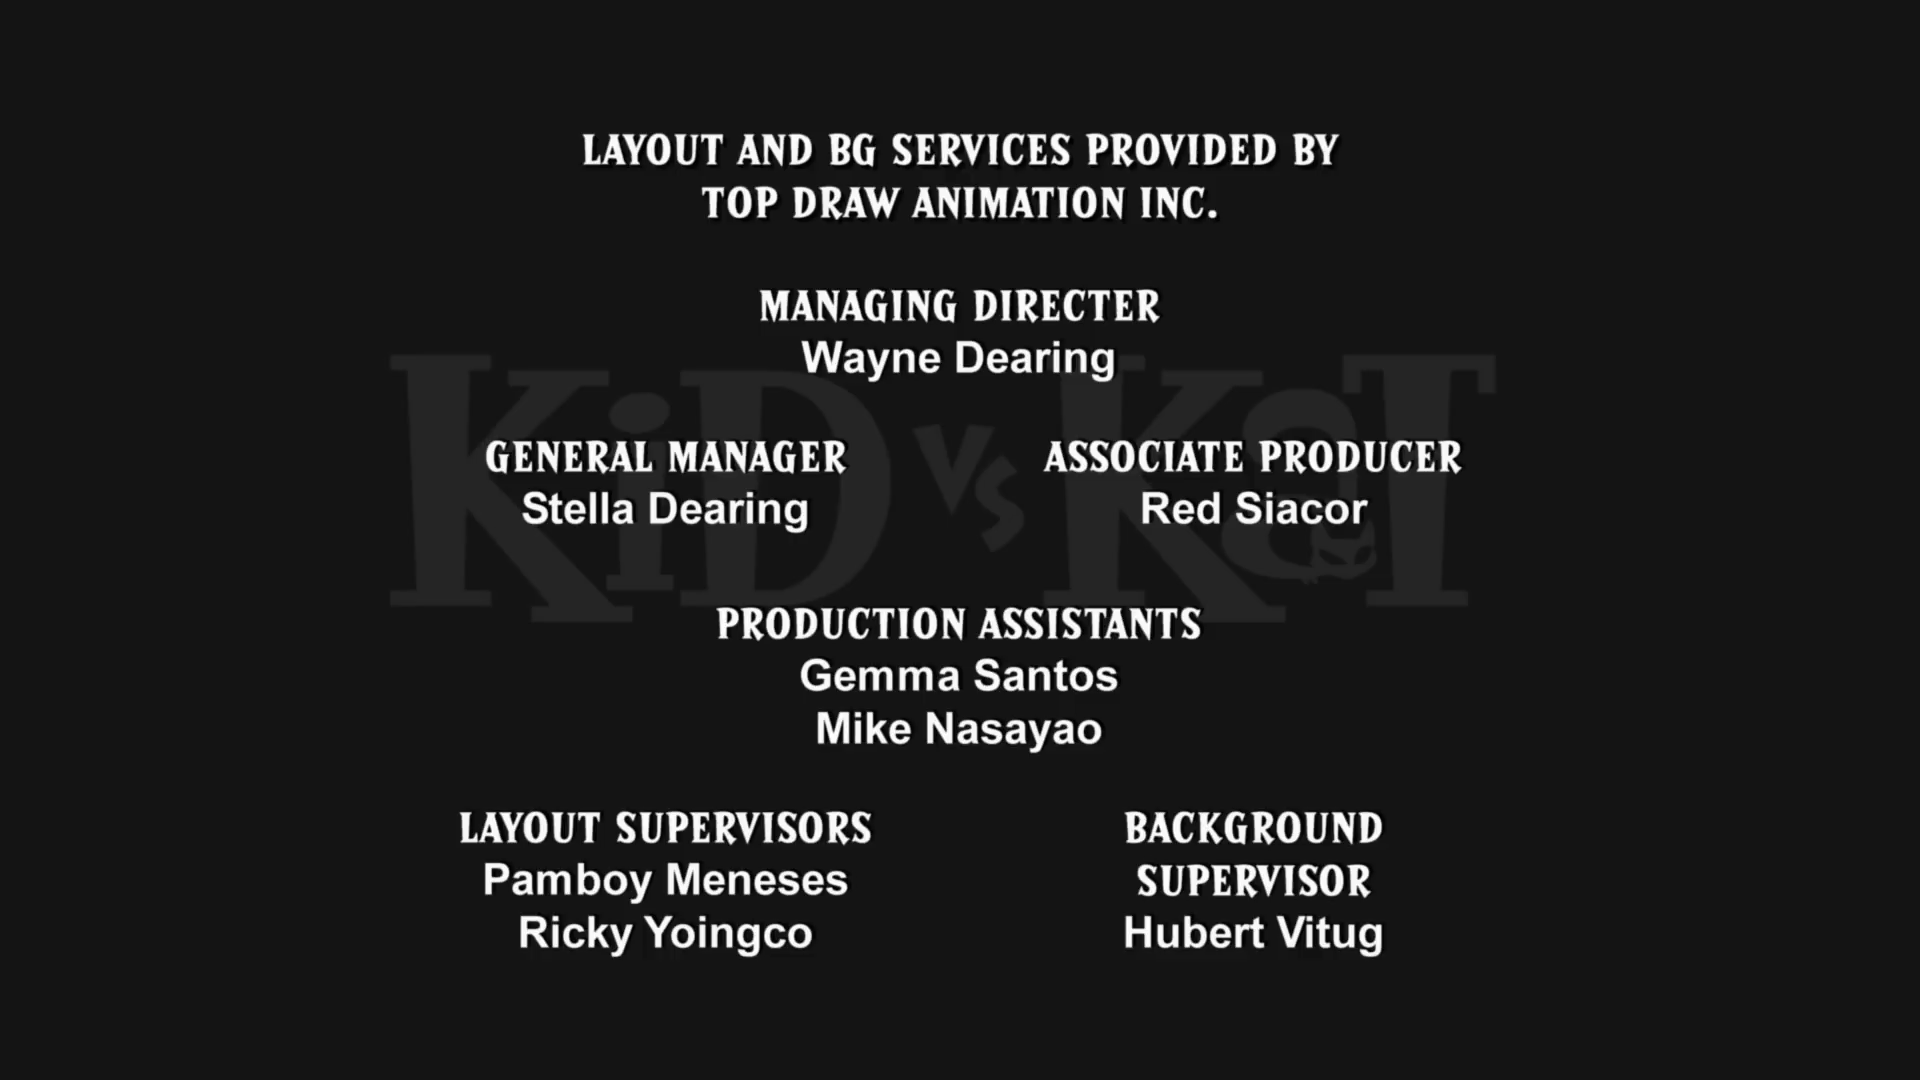 LAYOUT AND BG SERVICES PROVIDED BY
TOP DRAW ANIMATION INC.
MANAGING DIRECTER
Wayne Dearing
GENERAL MANAGER
Stella Dearing
ASSOCIATE PRODUCER
Red Siacor
KiD vs KaT
PRODUCTION ASSISTANTS
Gemma Santos
Mike Nasayao
LAYOUT SUPERVISORS
Pamboy Meneses
Ricky Yoingco
BACKGROUND
SUPERVISOR
Hubert Vitug